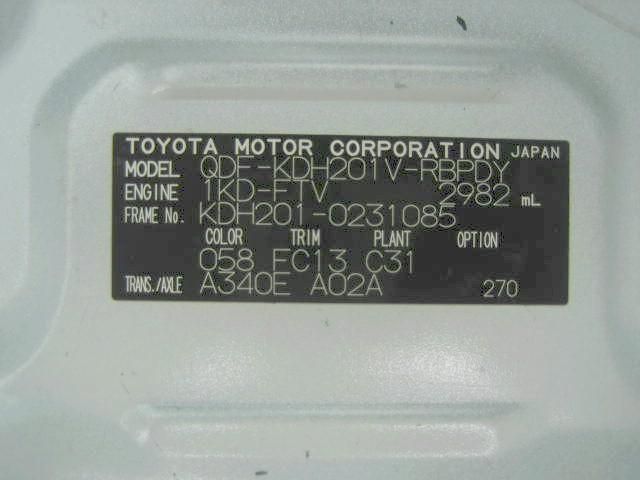 TOYOTA MOTOR CORPORATION JAPAN
MODEL QDF-KDH201V-RBPDY
ENGINE 1KD-FTV 2982 mL
FRAME No. KDH201-0231085
COLOR TRIM PLANT OPTION
058 FC13 C31
TRANS./AXLE A340E A02A 270